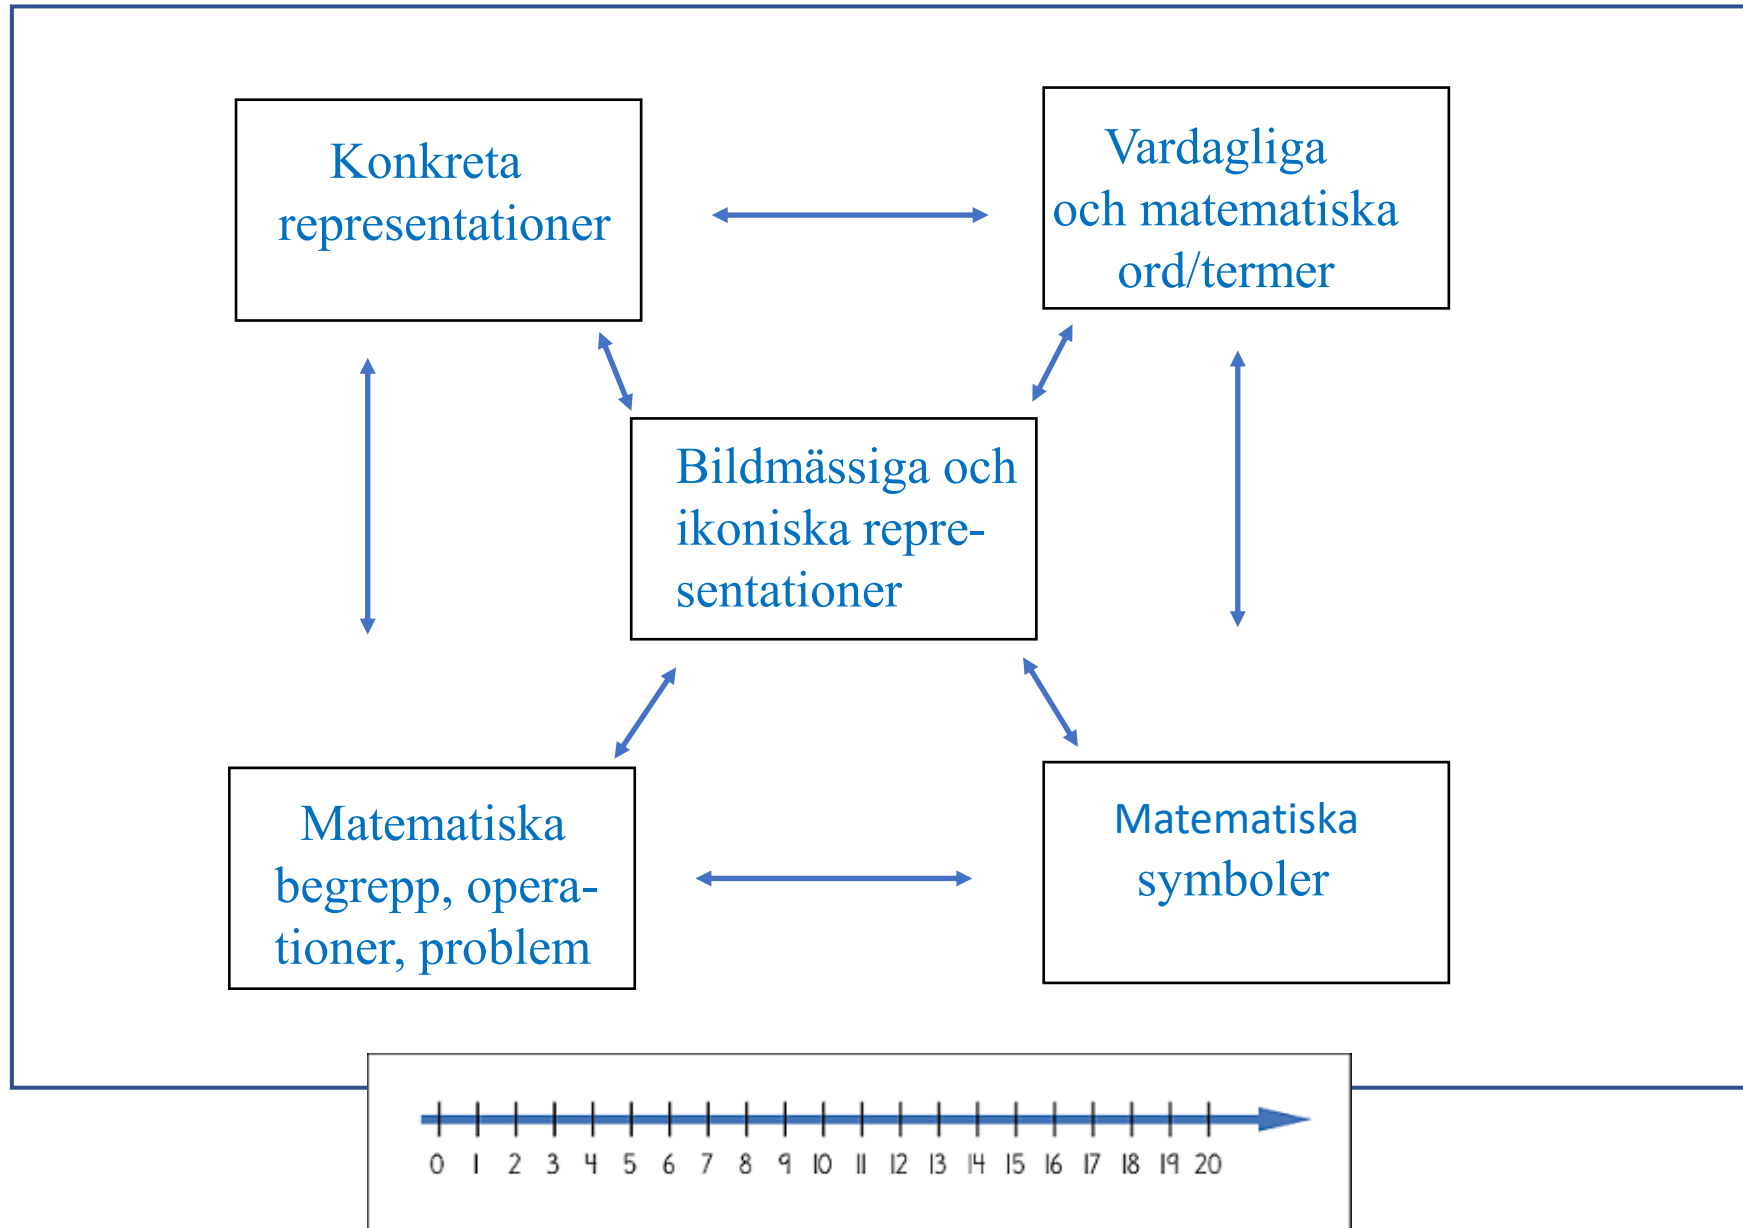 Konkreta
representationer
Vardagliga
och matematiska
ord/termer
Bildmässiga och
ikoniska repre-
sentationer
Matematiska
begrepp, opera-
tioner, problem
Matematiska
symboler
0 1 2 3 4 5 6 7 8 9 10 11 12 13 14 15 16 17 18 19 20